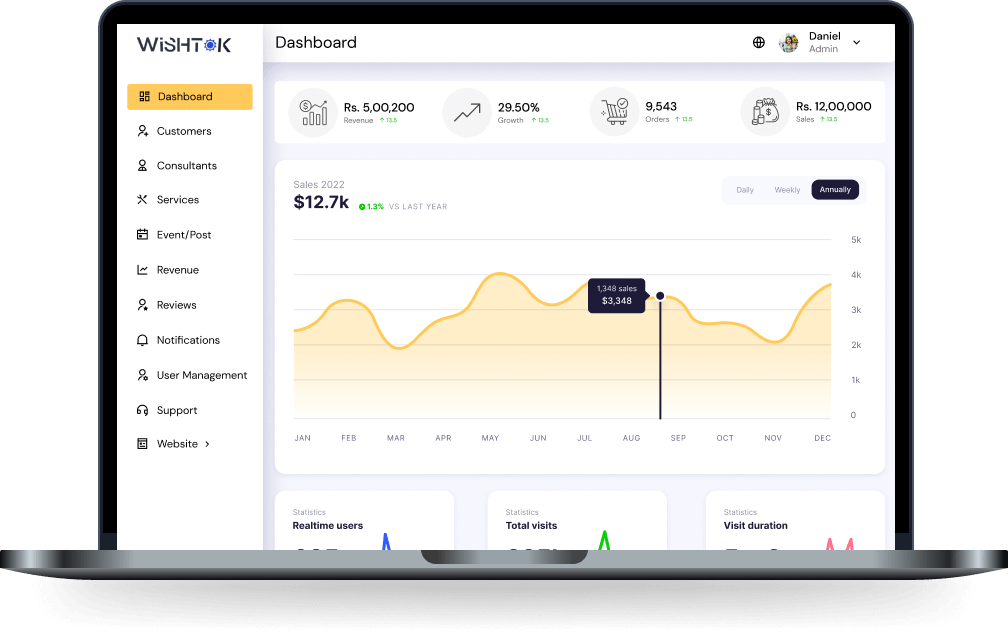 WiSHTOK
Dashboard
Daniel
Admin
Dashboard
Customers
Consultants
Services
Event/Post
Revenue
Reviews
Notifications
User Management
Support
Website
Rs. 5,00,200
Revenue ↑ 13.5
29.50%
Growth ↑ 13.5
9,543
Orders ↑ 13.5
Rs. 12,00,000
Sales ↑ 13.5
Sales 2022
$12.7k 1.3% VS LAST YEAR
Daily Weekly Annually
5k
4k
3k
2k
1k
0
1,348 sales
$3,348
JAN FEB MAR APR MAY JUN JUL AUG SEP OCT NOV DEC
Statistics
Realtime users
Statistics
Total visits
Statistics
Visit duration